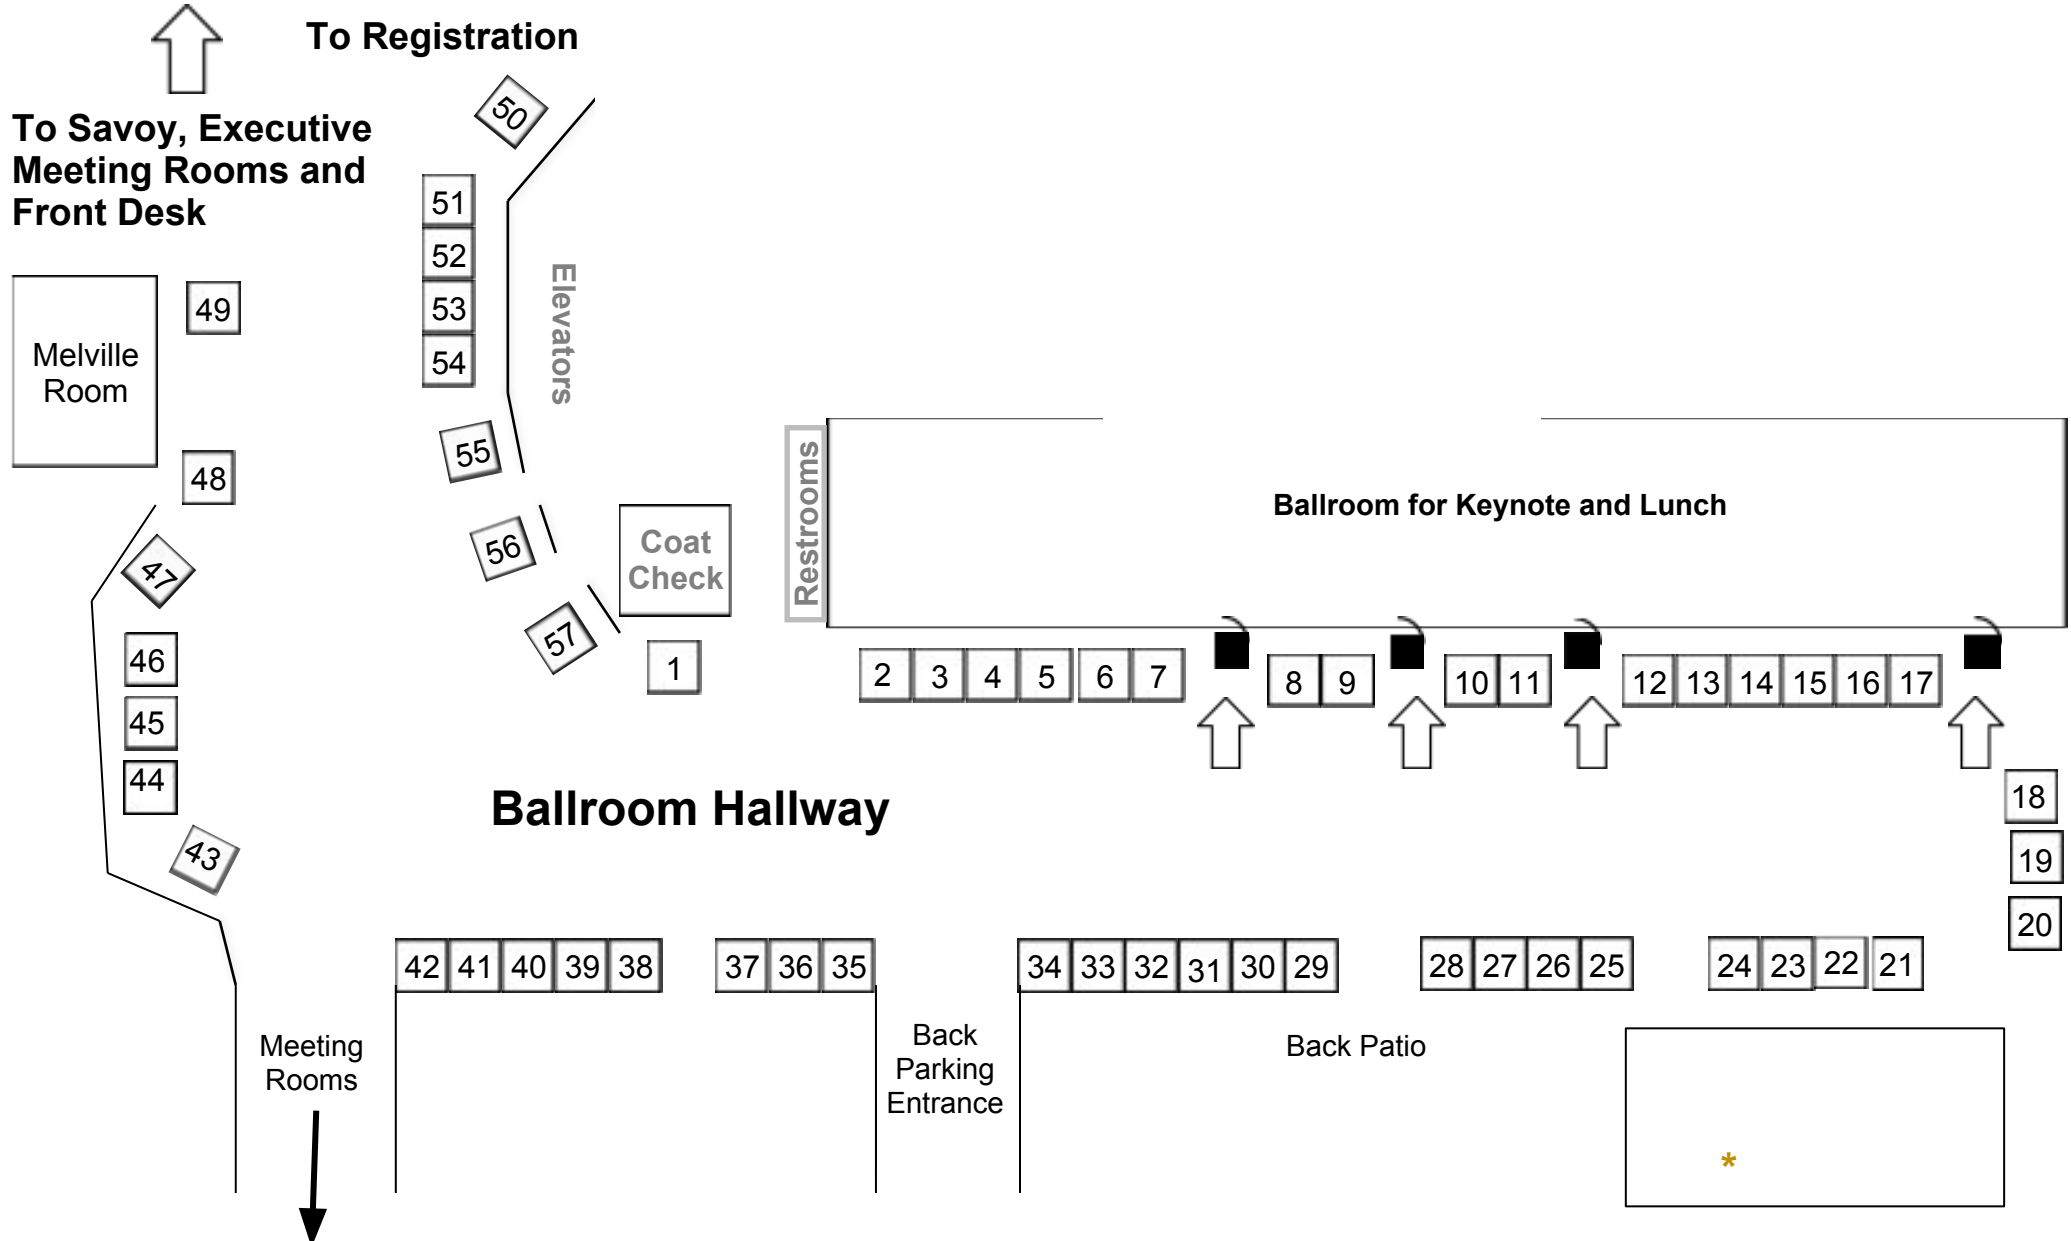 To Registration
To Savoy, Executive
Meeting Rooms and
Front Desk
50
51
52
53
54
Elevators
49
Melville
Room
48
55
56
57
47
46
45
44
43
Coat
Check
1
Restrooms
Ballroom for Keynote and Lunch
2 3 4 5 6 7 8 9 10 11 12 13 14 15 16 17
18
19
20
Ballroom Hallway
42 41 40 39 38 37 36 35 34 33 32 31 30 29 28 27 26 25 24 23 22 21
Meeting
Rooms
Back
Parking
Entrance
Back Patio
*